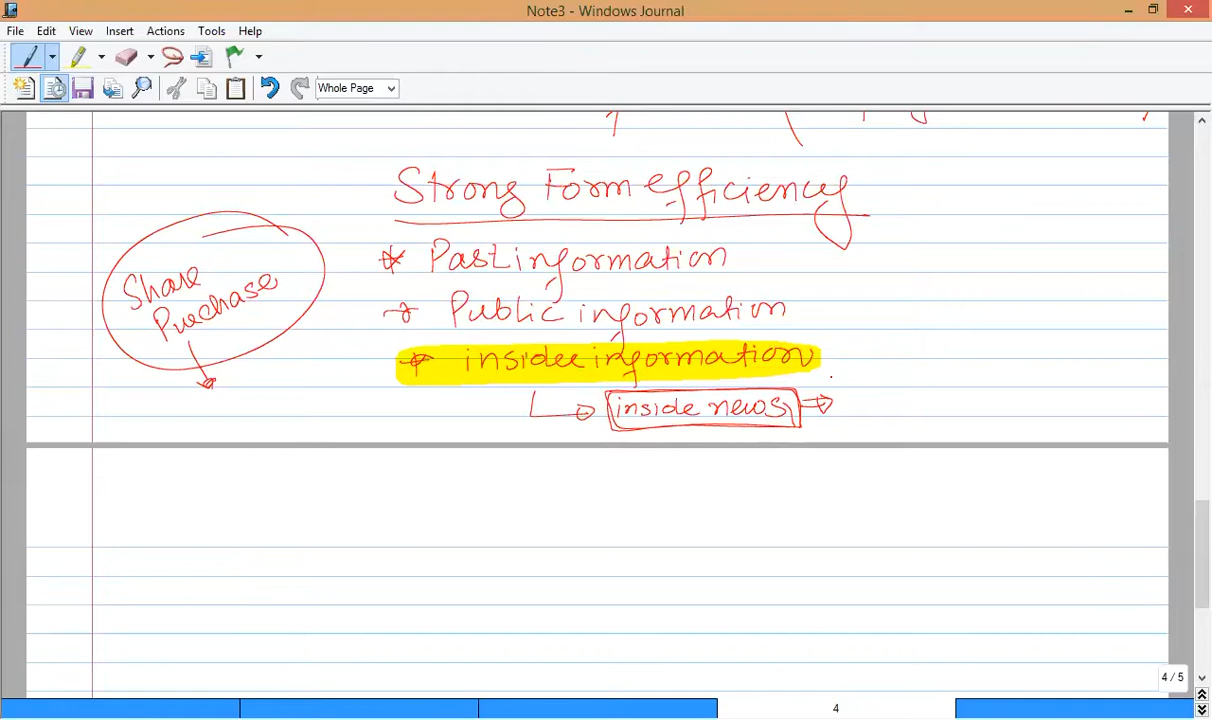 Note3 - Windows Journal
File Edit View Insert Actions Tools Help
Whole Page
Strong Form efficiency
Past information
Public information
insidee information
inside news
Share
Purchase
4 / 5
4